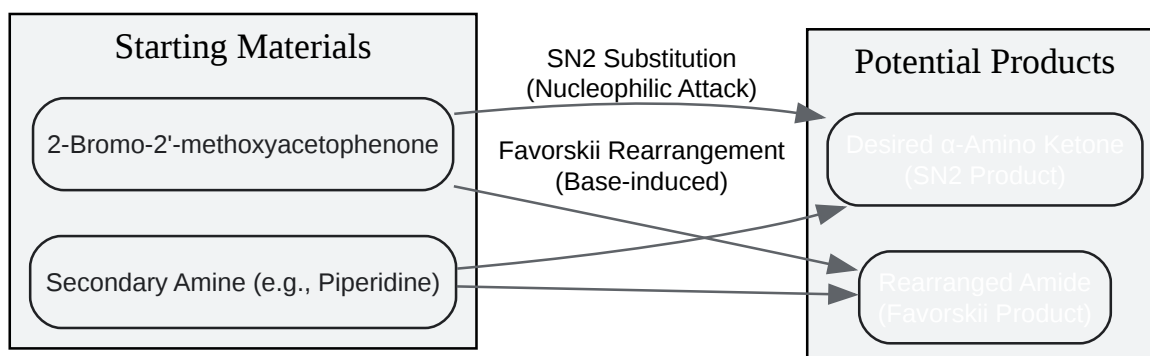 Starting Materials
2-Bromo-2'-methoxyacetophenone
Secondary Amine (e.g., Piperidine)
SN2 Substitution
(Nucleophilic Attack)
Favorskii Rearrangement
(Base-induced)
Potential Products
Desired α-Amino Ketone
(SN2 Product)
Rearranged Amide
(Favorskii Product)